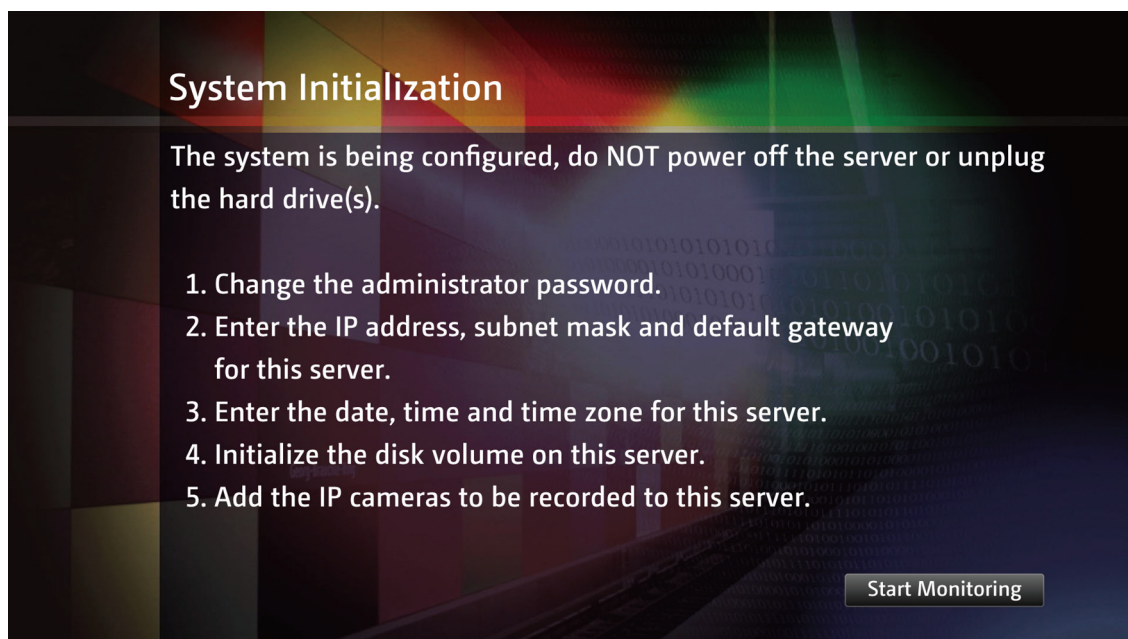 System Initialization
The system is being configured, do NOT power off the server or unplug
the hard drive(s).
1. Change the administrator password.
2. Enter the IP address, subnet mask and default gateway
for this server.
3. Enter the date, time and time zone for this server.
4. Initialize the disk volume on this server.
5. Add the IP cameras to be recorded to this server.
Start Monitoring